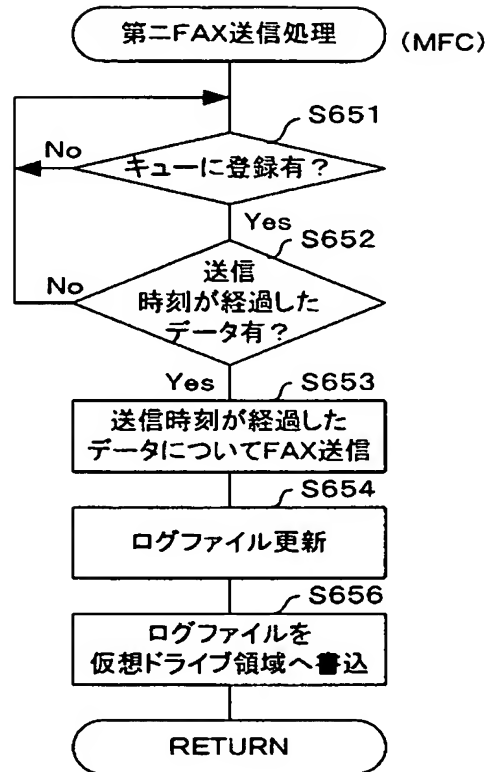 第二FAX送信処理
(MFC)
S651
No
キューに登録有?
Yes
S652
No
送信
時刻が経過した
データ有?
Yes
S653
送信時刻が経過した
データについてFAX送信
S654
ログファイル更新
S656
ログファイルを
仮想ドライブ領域へ書込
RETURN